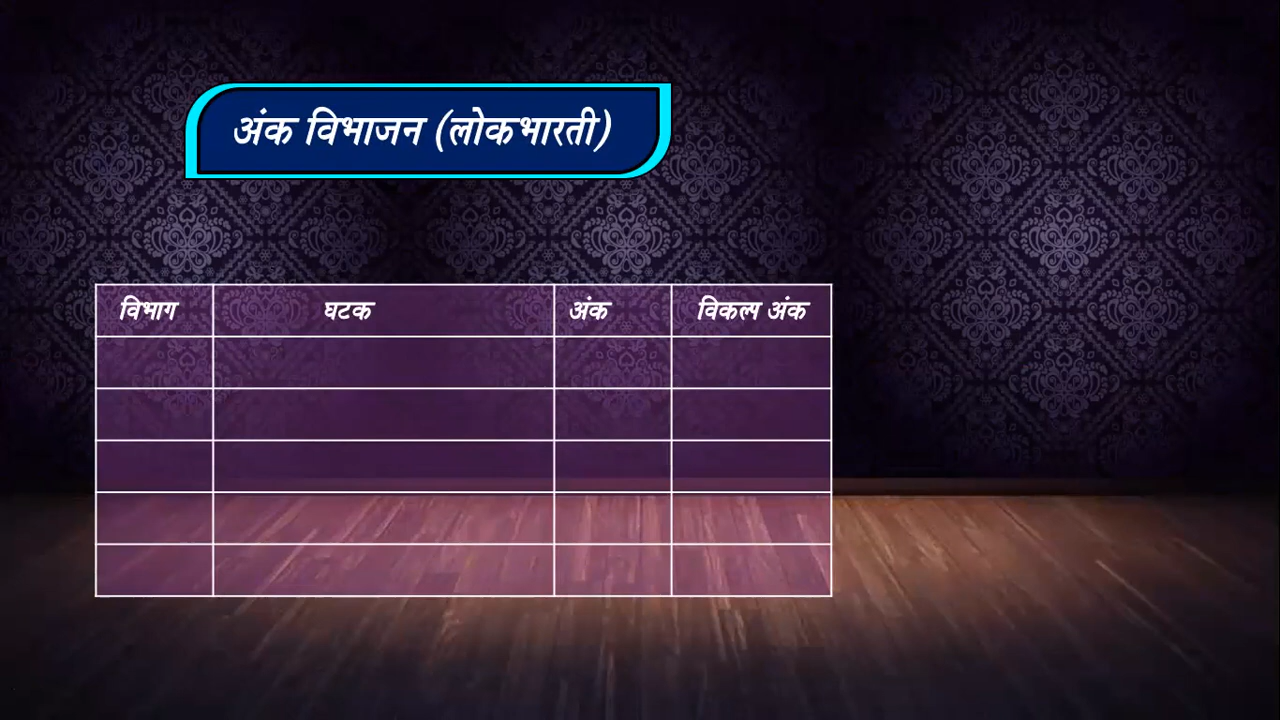 अंक विभाजन (लोकभारती)
विभाग घटक अंक विकल्प अंक